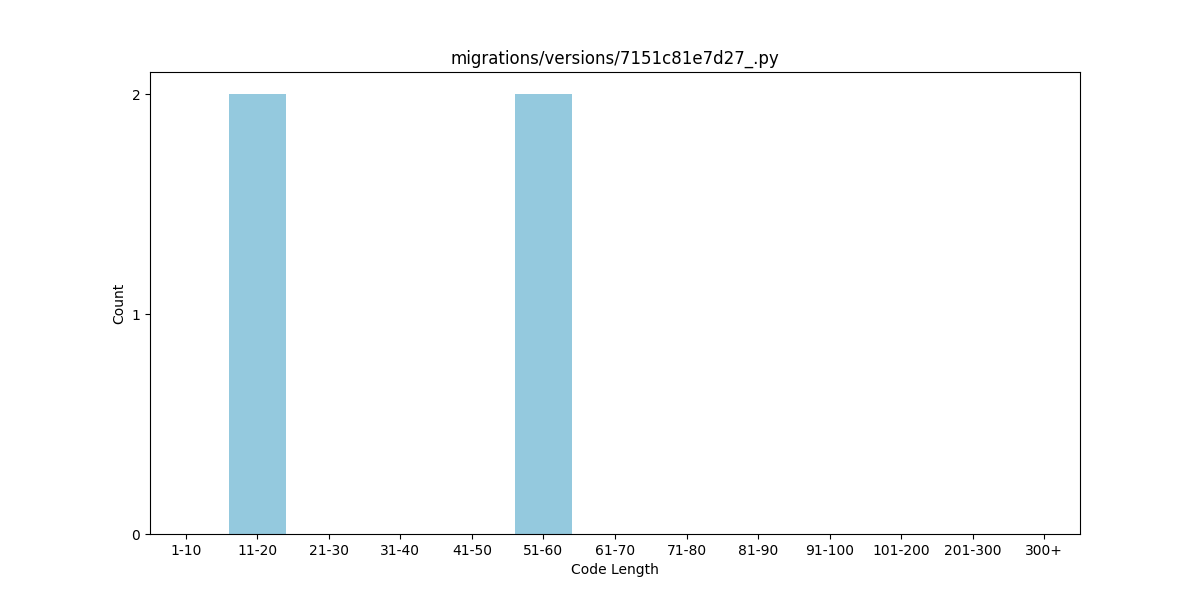 migrations/versions/7151c81e7d27_.py
2
1
0
Count
1-10 11-20 21-30 31-40 41-50 51-60 61-70 71-80 81-90 91-100 101-200 201-300 300+
Code Length